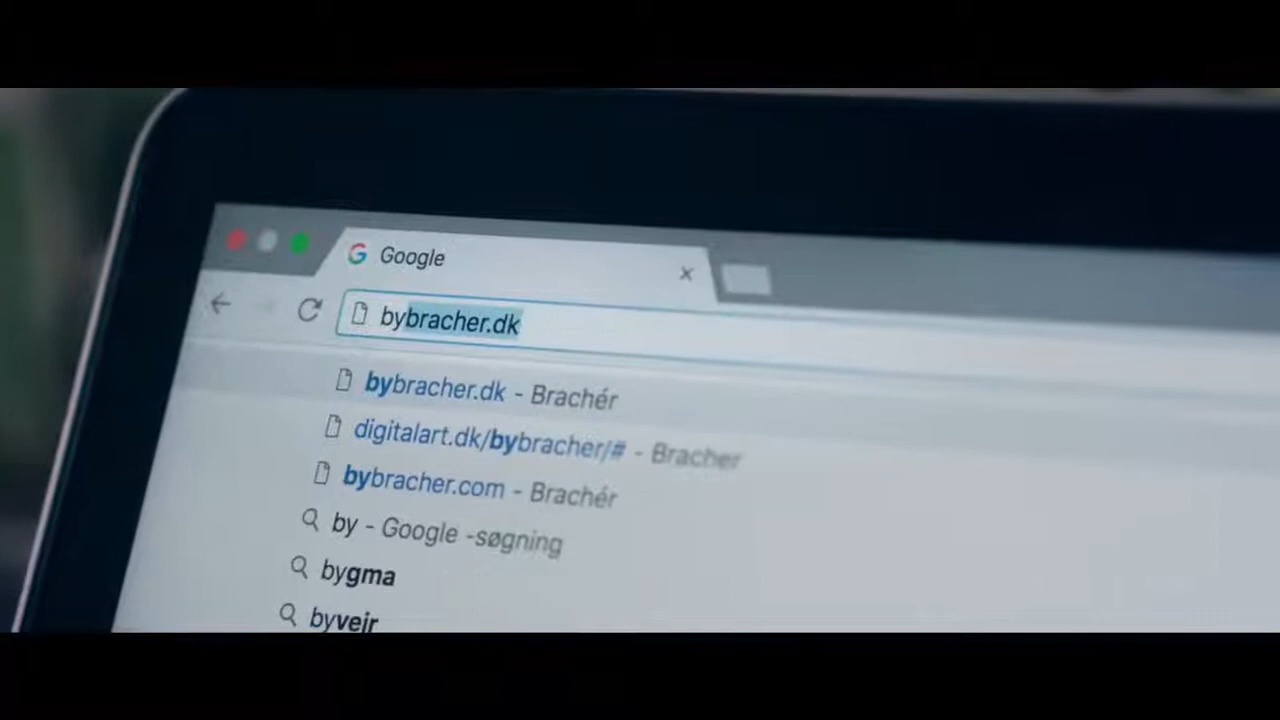 Google
bybracher.dk
bybracher.dk - Brachér
digitalart.dk/bybracher/# - Bracher
bybracher.com - Brachér
by - Google -søgning
bygma
byvejr